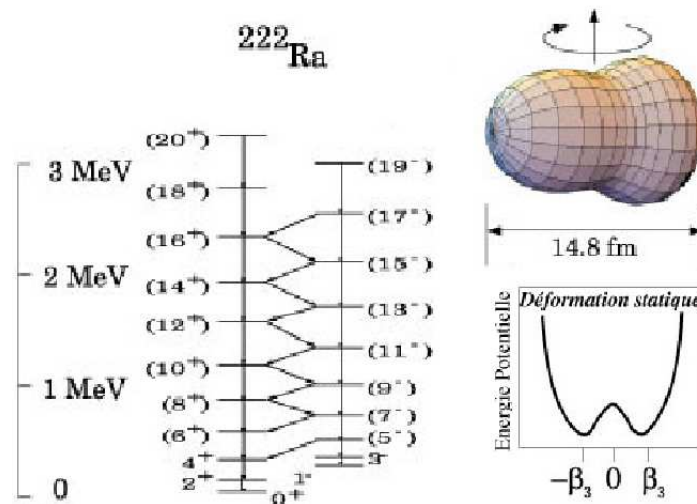 ²²²Ra
3 MeV
2 MeV
1 MeV
0
(20⁺)
(18⁺)
(16⁺)
(14⁺)
(12⁺)
(10⁺)
(8⁺)
(6⁺)
4⁺
2⁺
0⁺
(19⁻)
(17⁻)
(15⁻)
(13⁻)
(11⁻)
(9⁻)
(7⁻)
(5⁻)
3⁻
1⁻
14.8 fm
Déformation statique
Energie Potentielle
−β₃ 0 β₃